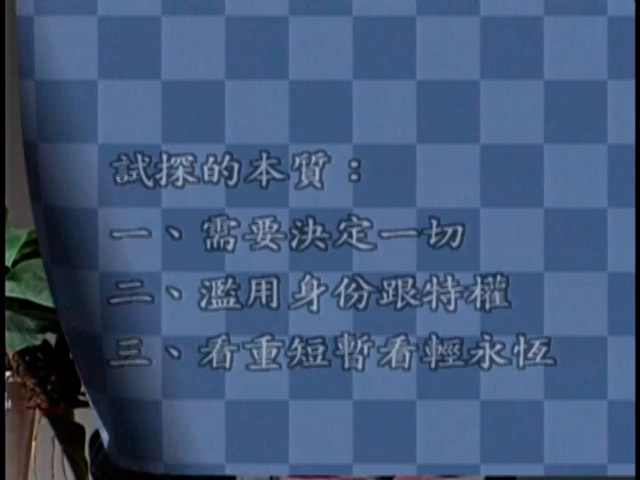 試探的本質：
一、需要決定一切
二、濫用身份跟特權
三、看重短暫看輕永恆